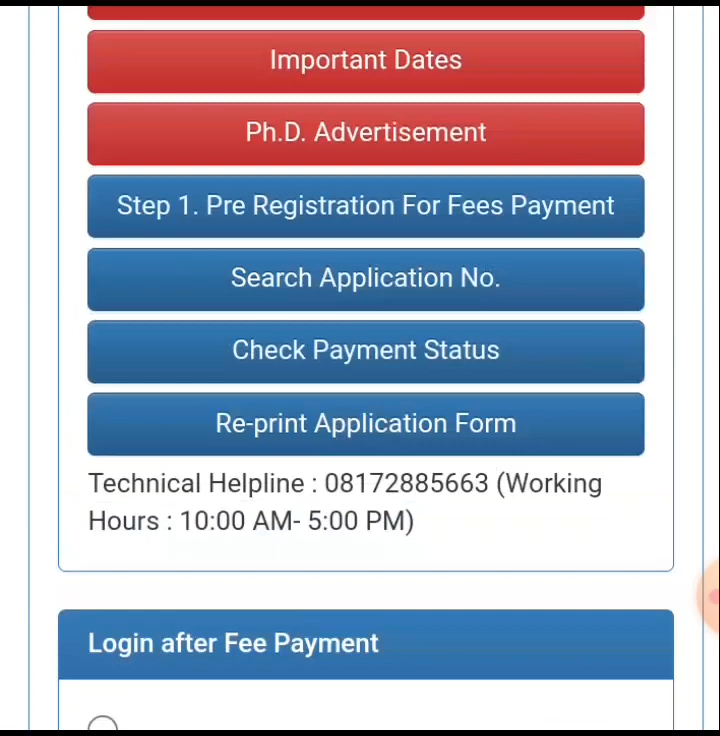 Important Dates
Ph.D. Advertisement
Step 1. Pre Registration For Fees Payment
Search Application No.
Check Payment Status
Re-print Application Form
Technical Helpline : 08172885663 (Working
Hours : 10:00 AM- 5:00 PM)
Login after Fee Payment